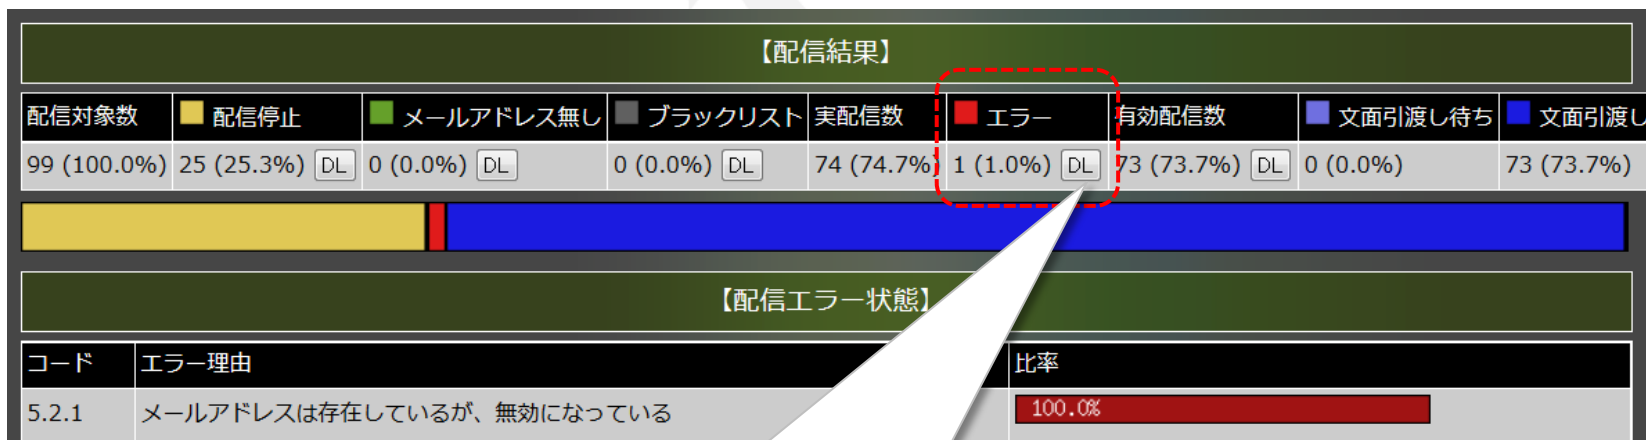 【配信結果】
配信対象数 配信停止 メールアドレス無し ブラックリスト 実配信数 エラー 有効配信数 文面引渡し待ち 文面引渡し
99 (100.0%) 25 (25.3%) DL 0 (0.0%) DL 0 (0.0%) DL 74 (74.7%) 1 (1.0%) DL 73 (73.7%) DL 0 (0.0%) 73 (73.7%)
【配信エラー状態】
コード エラー理由 比率
5.2.1 メールアドレスは存在しているが、無効になっている 100.0%